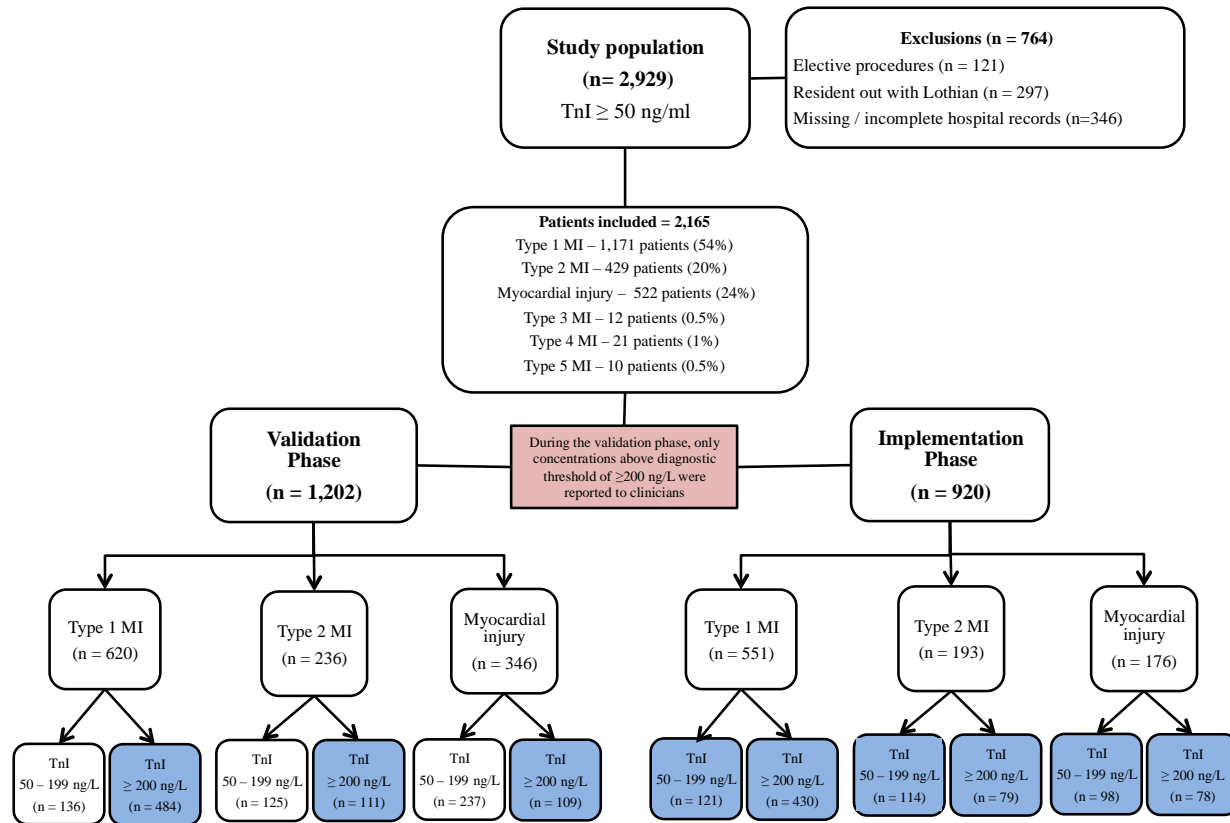 Study population
(n= 2,929)
TnI ≥ 50 ng/ml
Exclusions (n = 764)
Elective procedures (n = 121)
Resident out with Lothian (n = 297)
Missing / incomplete hospital records (n=346)
Patients included = 2,165
Type 1 MI – 1,171 patients (54%)
Type 2 MI – 429 patients (20%)
Myocardial injury – 522 patients (24%)
Type 3 MI – 12 patients (0.5%)
Type 4 MI – 21 patients (1%)
Type 5 MI – 10 patients (0.5%)
Validation
Phase
(n = 1,202)
During the validation phase, only
concentrations above diagnostic
threshold of ≥200 ng/L were
reported to clinicians
Implementation
Phase
(n = 920)
Type 1 MI
(n = 620)
Type 2 MI
(n = 236)
Myocardial
injury
(n = 346)
Type 1 MI
(n = 551)
Type 2 MI
(n = 193)
Myocardial
injury
(n = 176)
TnI
50 – 199 ng/L
(n = 136)
TnI
≥ 200 ng/L
(n = 484)
TnI
50 – 199 ng/L
(n = 125)
TnI
≥ 200 ng/L
(n = 111)
TnI
50 – 199 ng/L
(n = 237)
TnI
≥ 200 ng/L
(n = 109)
TnI
50 – 199 ng/L
(n = 121)
TnI
≥ 200 ng/L
(n = 430)
TnI
50 – 199 ng/L
(n = 114)
TnI
≥ 200 ng/L
(n = 79)
TnI
50 – 199 ng/L
(n = 98)
TnI
≥ 200 ng/L
(n = 78)